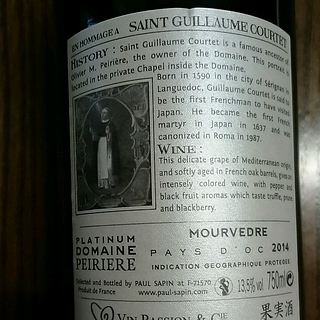 EN HOMMAGE A SAINT GUILLAUME COURTET
HISTORY : Saint Guillaume Courtet is a famous ancestor of
Olivier M. Peirière, the owner of the Domaine. This portrait is
located in the private Chapel inside the Domaine.
Born in 1590 in the city of Sérignan in
Languedoc, Guillaume Courtet is said to
be the first Frenchman to have visited
Japan. He became the first French
martyr in Japan in 1637 and was
canonized in Roma in 1987.
WINE :
This delicate grape of Mediterranean origin,
and softly aged in French oak barrels, gives an
intensely colored wine, with pepper and
black fruit aromas which taste truffle, prune,
and blackberry.
PLATINUM
DOMAINE
PEIRIERE
MOURVEDRE
PAYS D'OC 2014
INDICATION GEOGRAPHIQUE PROTEGEE
Selected and Bottled by PAUL SAPIN at F-71570
Produit de France www.paul-sapin.com 13,5% vol 750ml e
VIN PASSION & CIE 果実酒